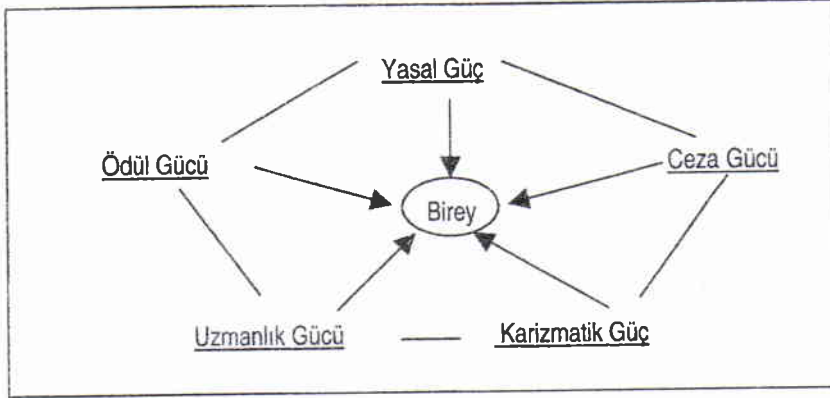 Yasal Güç
Ödül Gücü
Ceza Gücü
Birey
Uzmanlık Gücü
Karizmatik Güç